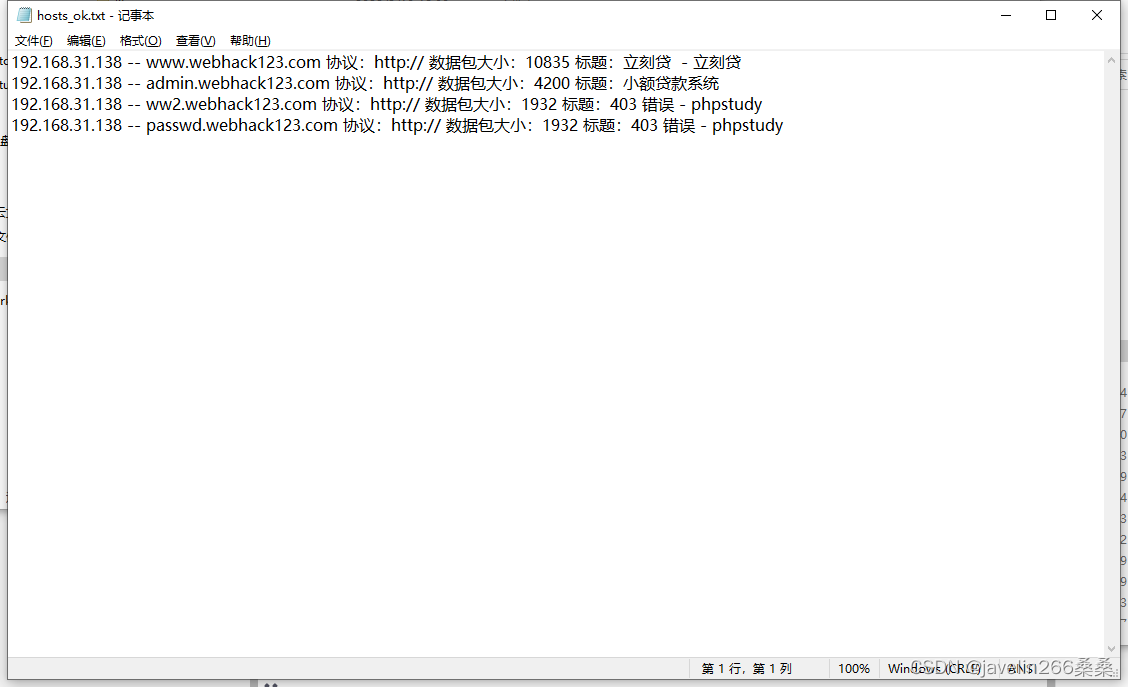 hosts_ok.txt - 记事本
文件(F) 编辑(E) 格式(O) 查看(V) 帮助(H)
192.168.31.138 -- www.webhack123.com 协议：http:// 数据包大小：10835 标题：立刻贷  - 立刻贷
192.168.31.138 -- admin.webhack123.com 协议：http:// 数据包大小：4200 标题：小额贷款系统
192.168.31.138 -- ww2.webhack123.com 协议：http:// 数据包大小：1932 标题：403 错误 - phpstudy
192.168.31.138 -- passwd.webhack123.com 协议：http:// 数据包大小：1932 标题：403 错误 - phpstudy
第 1 行，第 1 列 100% Windows (CRLF) ANSI
CSDN @javelin266桑桑